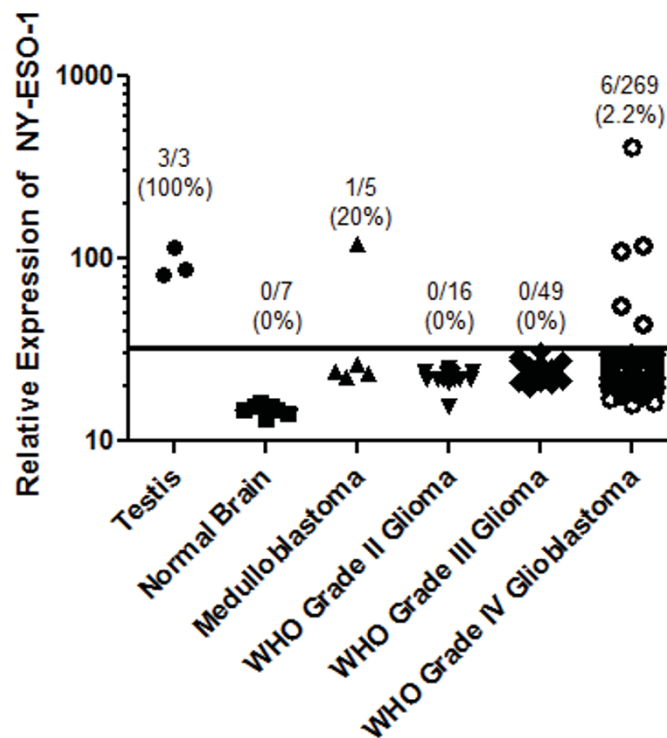 Relative Expression of NY-ESO-1
1000
100
10
3/3
(100%)
0/7
(0%)
1/5
(20%)
0/16
(0%)
0/49
(0%)
6/269
(2.2%)
Testis
Normal Brain
Medulloblastoma
WHO Grade II Glioma
WHO Grade III Glioma
WHO Grade IV Glioblastoma